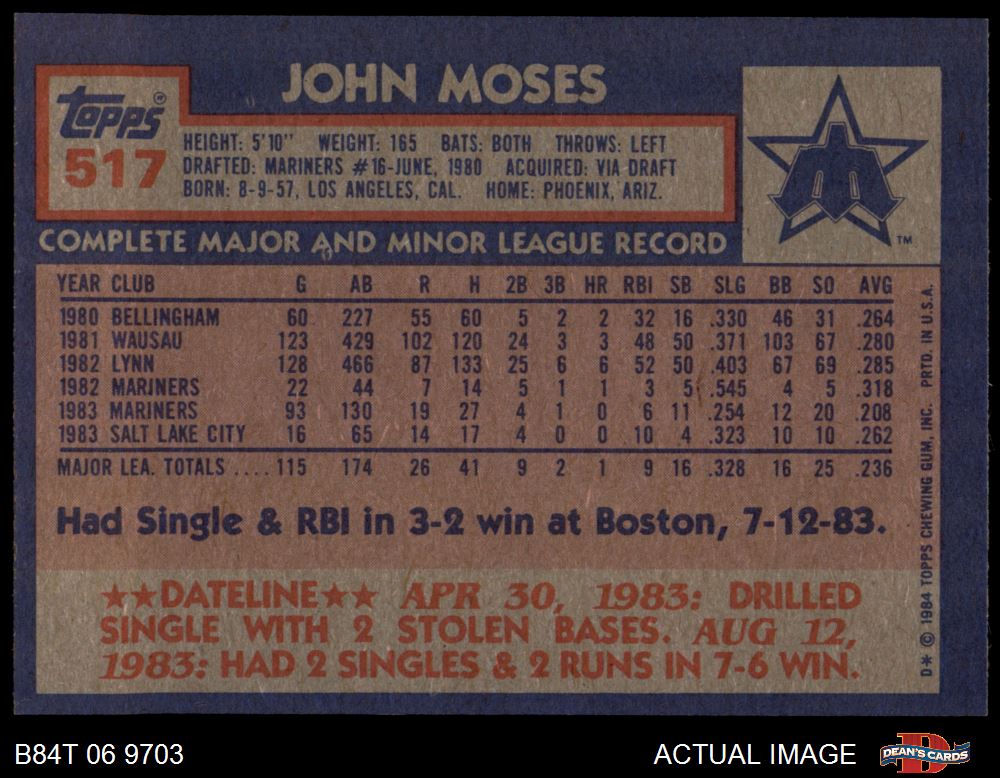 JOHN MOSES
Topps ®
517
HEIGHT: 5'10" WEIGHT: 165 BATS: BOTH THROWS: LEFT
DRAFTED: MARINERS #16-JUNE, 1980 ACQUIRED: VIA DRAFT
BORN: 8-9-57, LOS ANGELES, CAL. HOME: PHOENIX, ARIZ.
TM
COMPLETE MAJOR AND MINOR LEAGUE RECORD
YEAR CLUB G AB R H 2B 3B HR RBI SB SLG BB SO AVG
1980 BELLINGHAM 60 227 55 60 5 2 2 32 16 .330 46 31 .264
1981 WAUSAU 123 429 102 120 24 3 3 48 50 .371 103 67 .280
1982 LYNN 128 466 87 133 25 6 6 52 50 .403 67 69 .285
1982 MARINERS 22 44 7 14 5 1 1 3 5 .545 4 5 .318
1983 MARINERS 93 130 19 27 4 1 0 6 11 .254 12 20 .208
1983 SALT LAKE CITY 16 65 14 17 4 0 0 10 4 .323 10 10 .262
MAJOR LEA. TOTALS .... 115 174 26 41 9 2 1 9 16 .328 16 25 .236
Had Single & RBI in 3-2 win at Boston, 7-12-83.
★★DATELINE★★ APR 30, 1983: DRILLED
SINGLE WITH 2 STOLEN BASES. AUG 12,
1983: HAD 2 SINGLES & 2 RUNS IN 7-6 WIN.
D* © 1984 TOPPS CHEWING GUM, INC. PRTD. IN U.S.A.
B84T 06 9703
ACTUAL IMAGE
DEAN'S CARDS